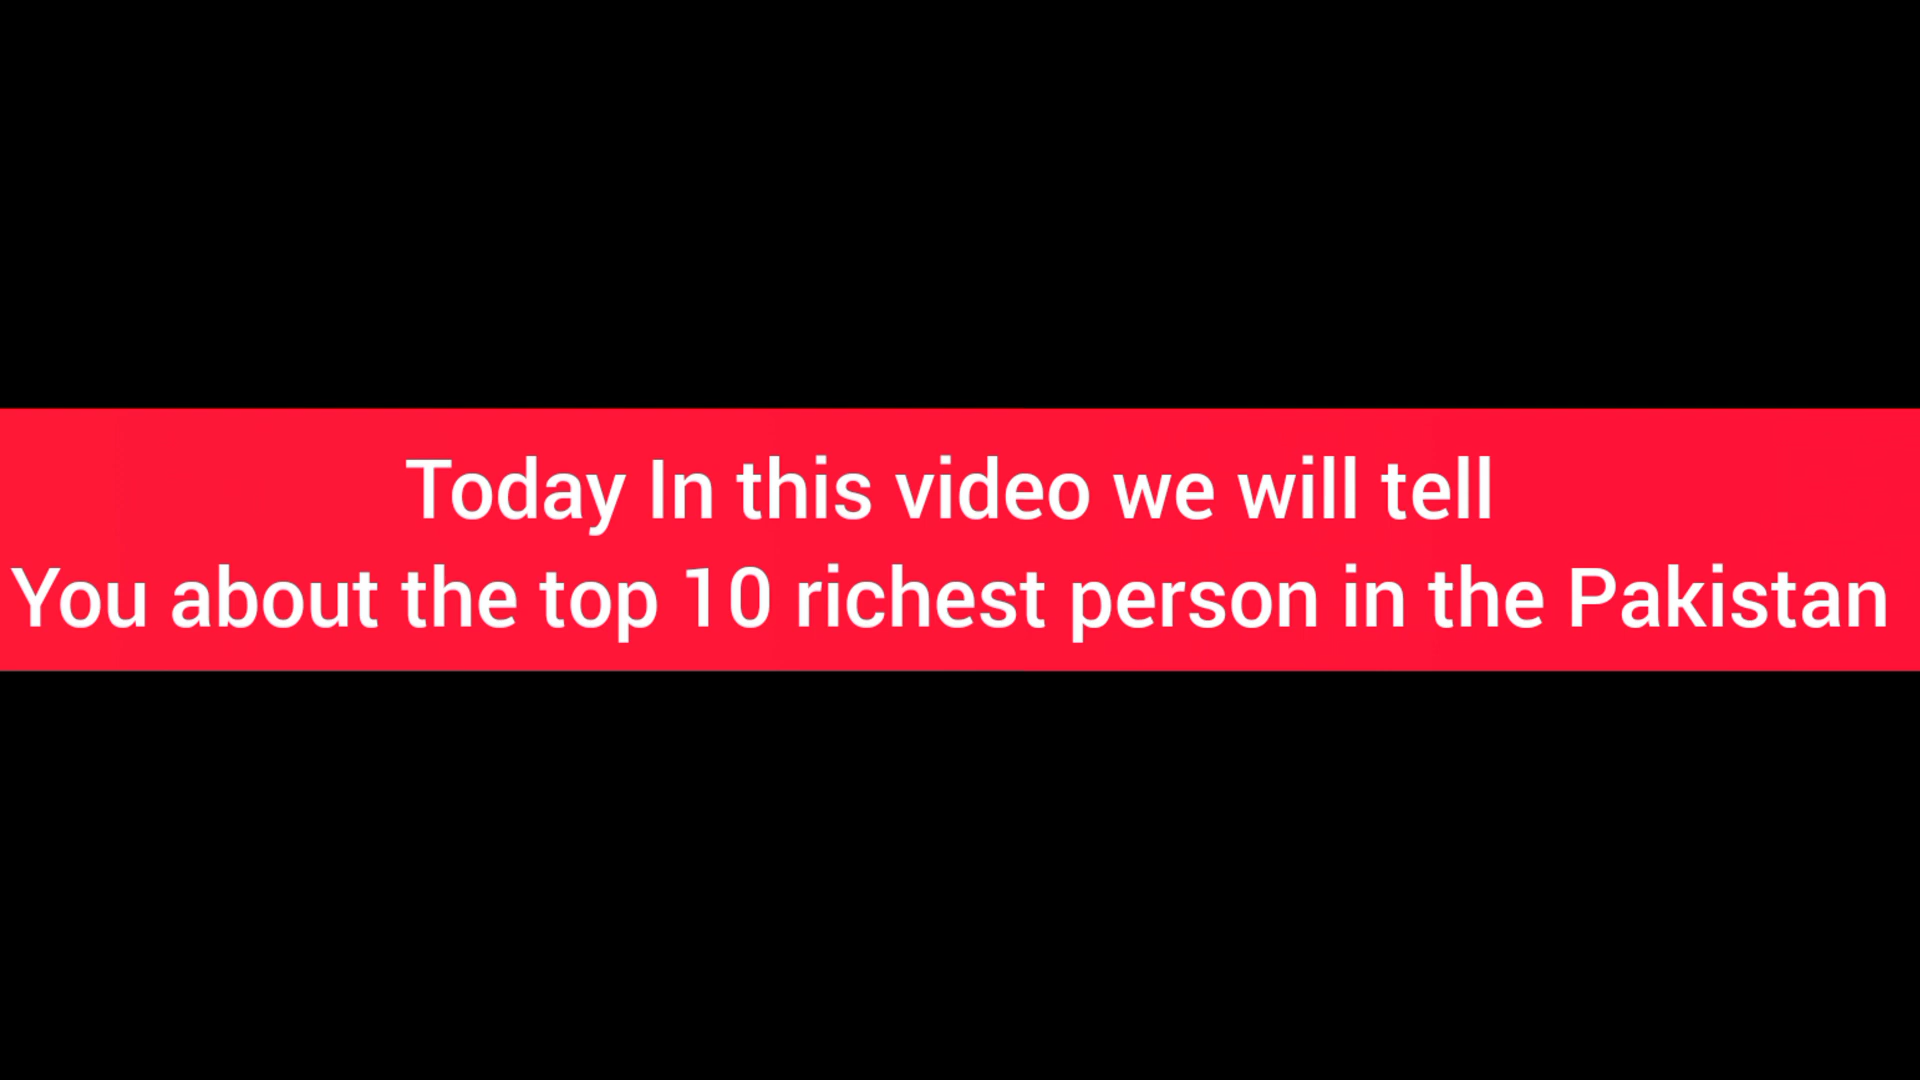 Today In this video we will tell
You about the top 10 richest person in the Pakistan